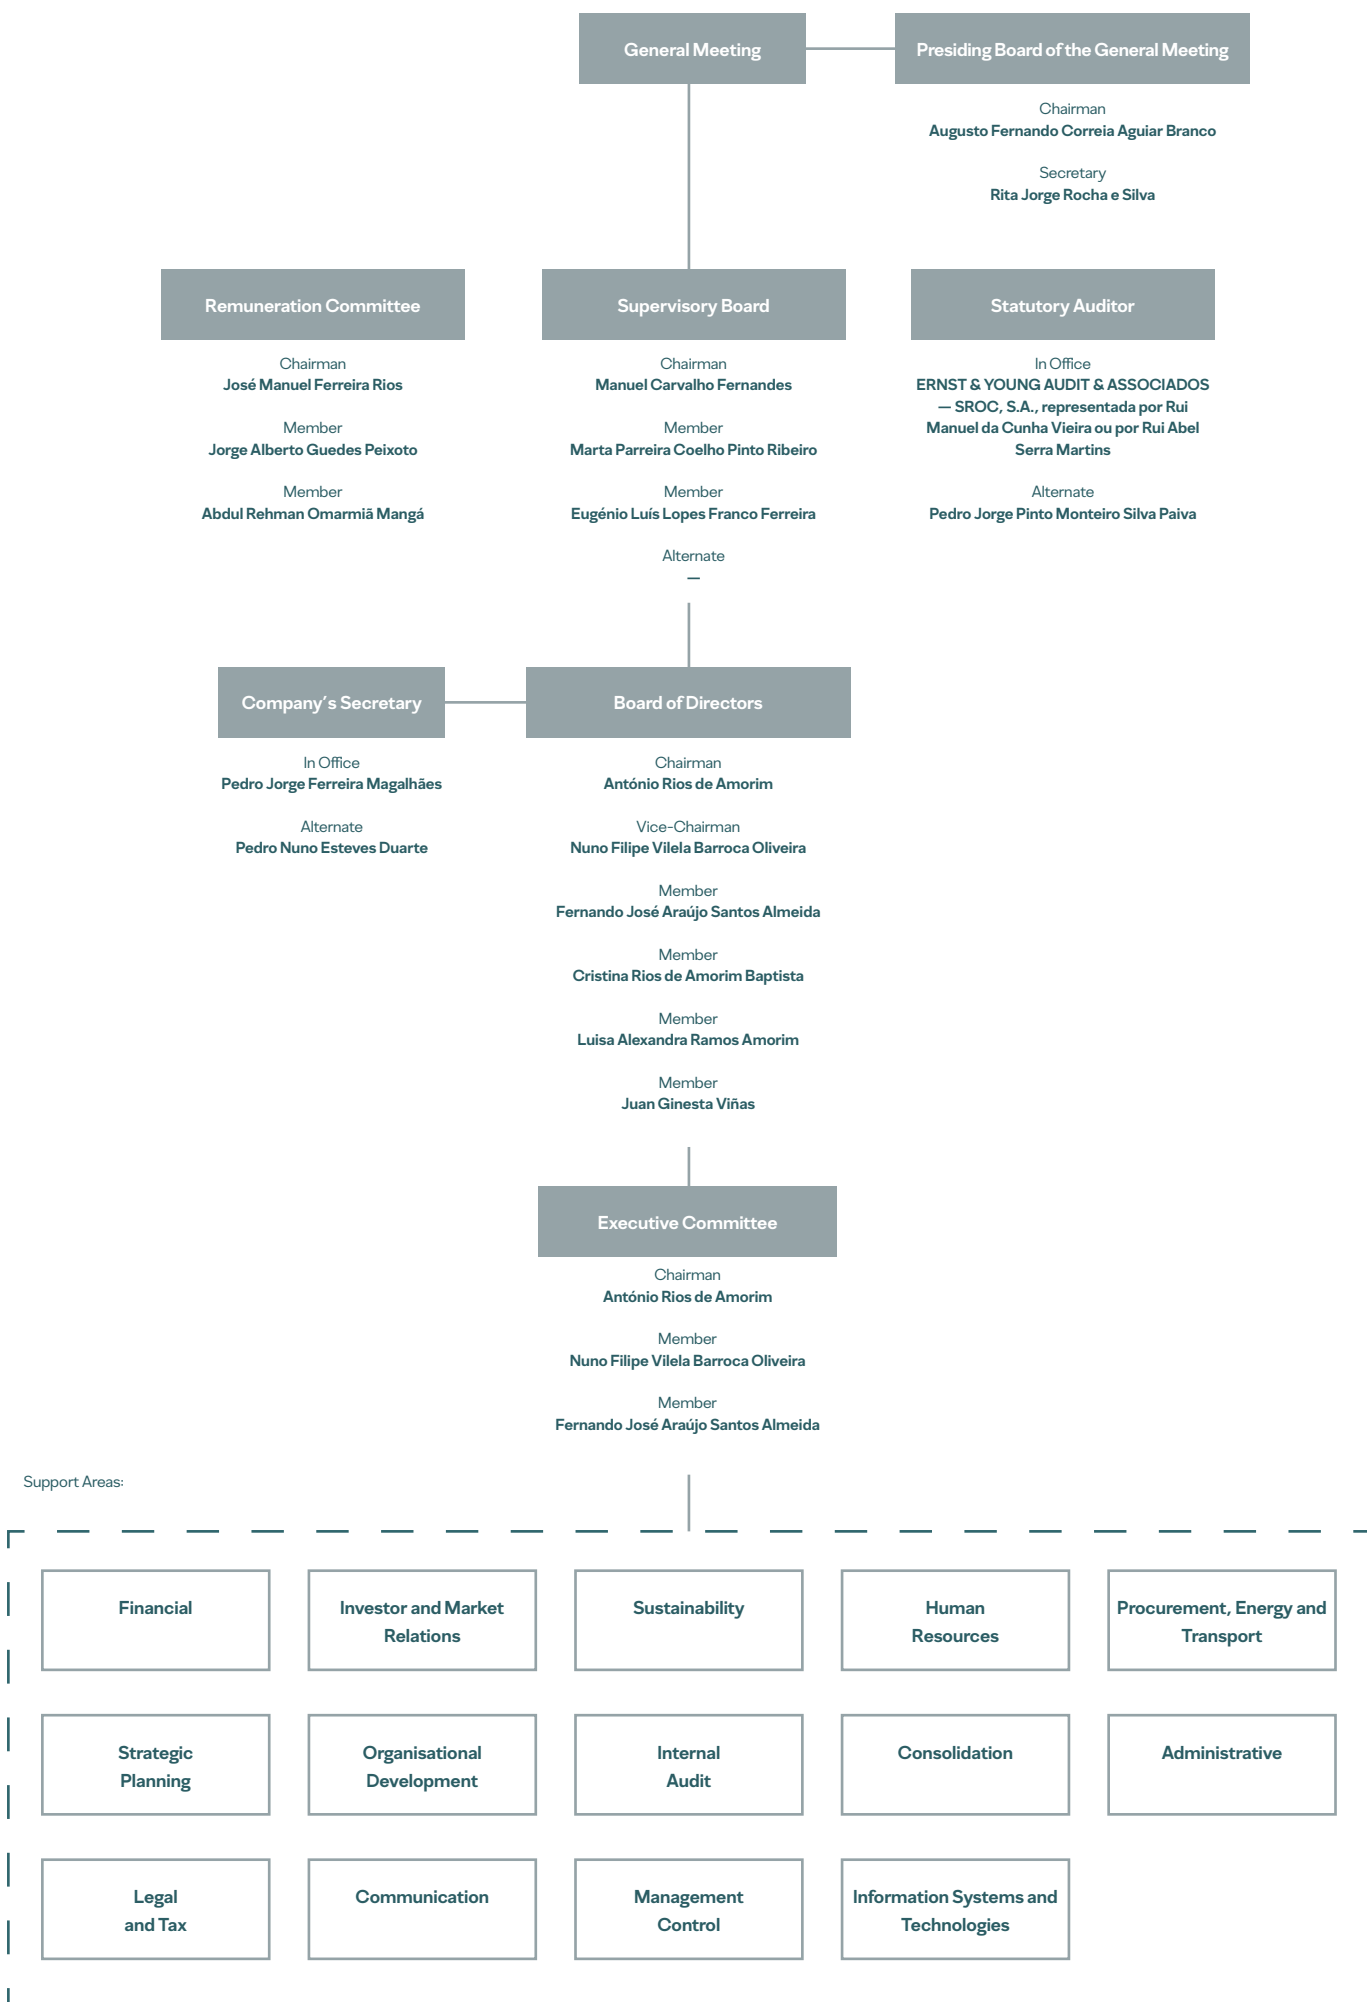 General Meeting
Presiding Board of the General Meeting
Chairman
Augusto Fernando Correia Aguiar Branco
Secretary
Rita Jorge Rocha e Silva
Remuneration Committee
Chairman
José Manuel Ferreira Rios
Member
Jorge Alberto Guedes Peixoto
Member
Abdul Rehman Omarmiã Mangá
Supervisory Board
Chairman
Manuel Carvalho Fernandes
Member
Marta Parreira Coelho Pinto Ribeiro
Member
Eugénio Luís Lopes Franco Ferreira
Alternate
—
Statutory Auditor
In Office
ERNST & YOUNG AUDIT & ASSOCIADOS
— SROC, S.A., representada por Rui
Manuel da Cunha Vieira ou por Rui Abel
Serra Martins
Alternate
Pedro Jorge Pinto Monteiro Silva Paiva
Company's Secretary
In Office
Pedro Jorge Ferreira Magalhães
Alternate
Pedro Nuno Esteves Duarte
Board of Directors
Chairman
António Rios de Amorim
Vice-Chairman
Nuno Filipe Vilela Barroca Oliveira
Member
Fernando José Araújo Santos Almeida
Member
Cristina Rios de Amorim Baptista
Member
Luisa Alexandra Ramos Amorim
Member
Juan Ginesta Viñas
Executive Committee
Chairman
António Rios de Amorim
Member
Nuno Filipe Vilela Barroca Oliveira
Member
Fernando José Araújo Santos Almeida
Support Areas:
Financial
Investor and Market
Relations
Sustainability
Human
Resources
Procurement, Energy and
Transport
Strategic
Planning
Organisational
Development
Internal
Audit
Consolidation
Administrative
Legal
and Tax
Communication
Management
Control
Information Systems and
Technologies